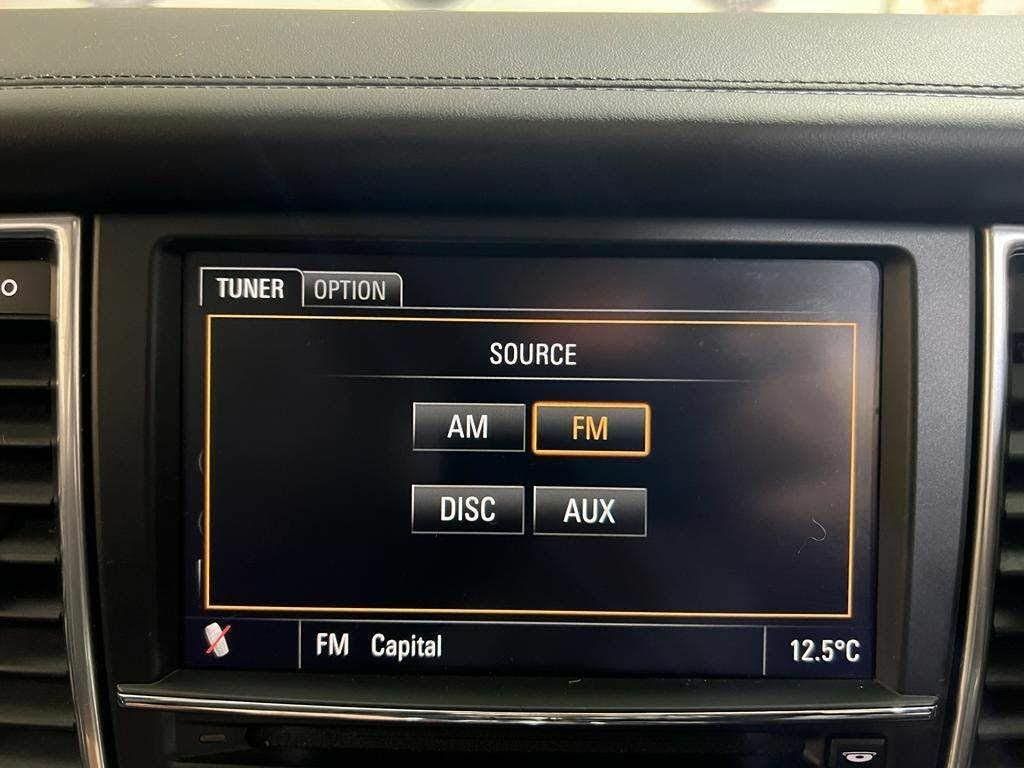 TUNER OPTION
SOURCE
AM FM
DISC AUX
FM Capital 12.5°C